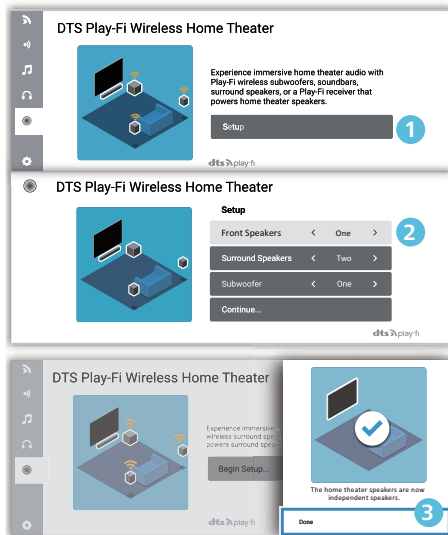 DTS Play-Fi Wireless Home Theater
Experience immersive home theater audio with
Play-Fi wireless subwoofers, soundbars,
surround speakers, or a Play-Fi receiver that
powers home theater speakers.
Setup
1
dts play-fi
DTS Play-Fi Wireless Home Theater
Setup
Front Speakers < One >
2
Surround Speakers < Two >
Subwoofer < One >
Continue...
dts play-fi
DTS Play-Fi Wireless Home Theater
Experience immersive
wireless surround
powers surround
Begin Setup...
dts play-fi
The home theater speakers are now
independent speakers.
3
Done